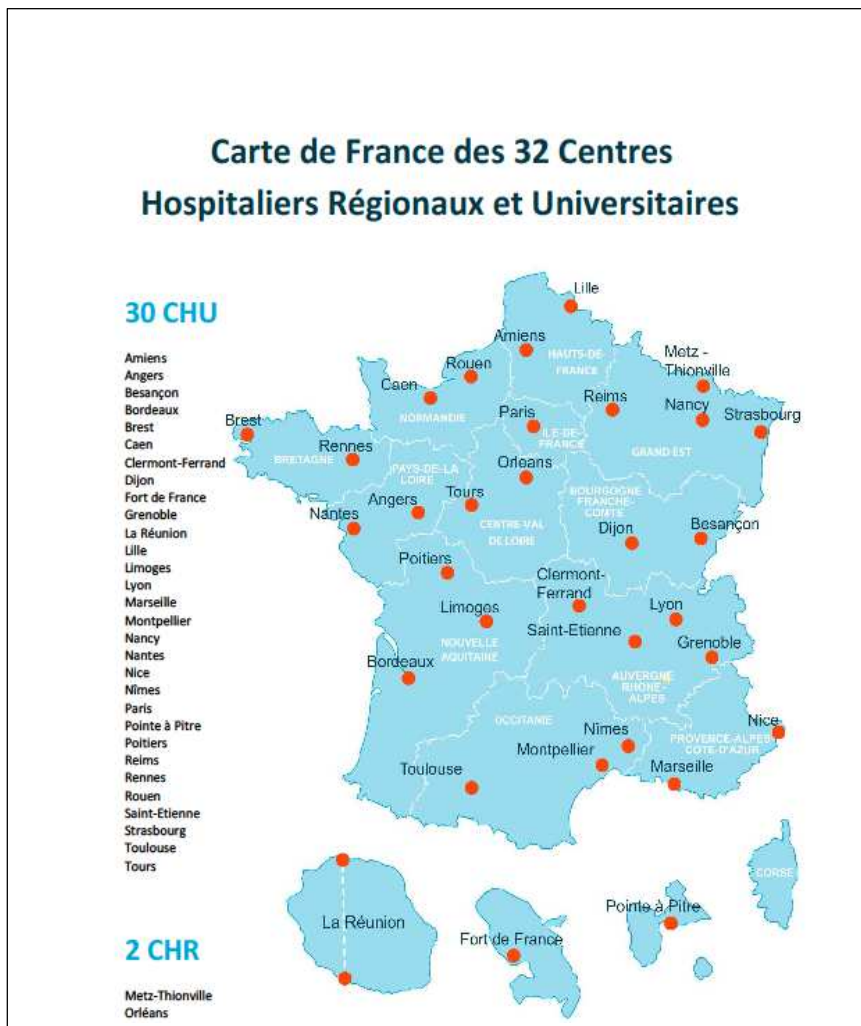 Carte de France des 32 Centres
Hospitaliers Régionaux et Universitaires
30 CHU
Amiens
Angers
Besançon
Bordeaux
Brest
Caen
Clermont-Ferrand
Dijon
Fort de France
Grenoble
La Réunion
Lille
Limoges
Lyon
Marseille
Montpellier
Nancy
Nantes
Nice
Nîmes
Paris
Pointe à Pitre
Poitiers
Reims
Rennes
Rouen
Saint-Etienne
Strasbourg
Toulouse
Tours
2 CHR
Metz-Thionville
Orléans
Lille
Amiens
HAUTS-DE-
FRANCE
Rouen
Metz -
Thionville
Caen
Reims
Nancy
Strasbourg
NORMANDIE
Paris
ILE-DE-
FRANCE
GRAND EST
Brest
Rennes
BRETAGNE
PAYS-DE-LA
LOIRE
Orleans
Angers
Tours
BOURGOGNE
FRANCHE-
COMTE
Nantes
CENTRE-VAL
DE LOIRE
Dijon
Besançon
Poitiers
Clermont-
Ferrand
Limoges
Lyon
Saint-Etienne
Grenoble
NOUVELLE
AQUITAINE
Bordeaux
AUVERGNE
RHONE-
ALPES
OCCITANIE
Nîmes
Nice
PROVENCE-ALPES
COTE-D'AZUR
Montpellier
Toulouse
Marseille
CORSE
La Réunion
Fort de France
Pointe à Pitre